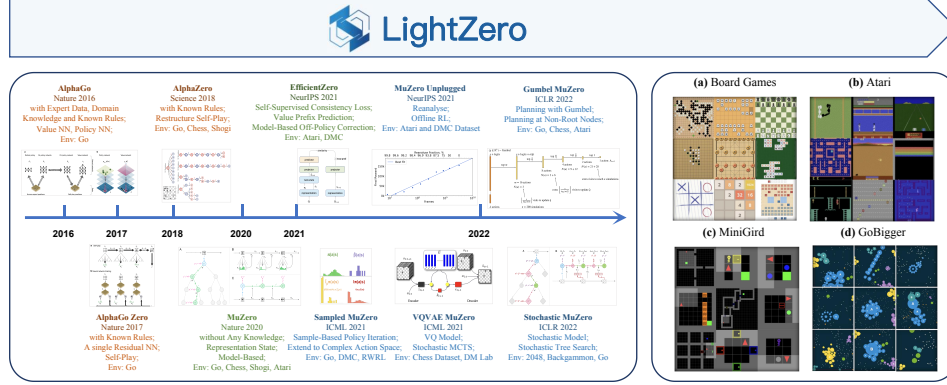 LightZero
AlphaGo
Nature 2016
with Expert Data, Domain
Knowledge and Known Rules;
Value NN, Policy NN;
Env: Go
AlphaZero
Science 2018
with Known Rules;
Restructure Self-Play;
Env: Go, Chess, Shogi
EfficientZero
NeurIPS 2021
Self-Supervised Consistency Loss;
Value Prefix Prediction;
Model-Based Off-Policy Correction;
Env: Atari, DMC
MuZero Unplugged
NeurIPS 2021
Reanalyse;
Offline RL;
Env: Atari and DMC Dataset
Gumbel MuZero
ICLR 2022
Planning with Gumbel;
Planning at Non-Root Nodes;
Env: Go, Chess, Atari
2016
2017
2018
2020
2021
2022
AlphaGo Zero
Nature 2017
with Known Rules;
A single Residual NN;
Self-Play;
Env: Go
MuZero
Nature 2020
without Any Knowledge;
Representation State;
Model-Based;
Env: Go, Chess, Shogi, Atari
Sampled MuZero
ICML 2021
Sample-Based Policy Iteration;
Extend to Complex Action Space;
Env: Go, DMC, RWRL
VQVAE MuZero
ICML 2021
VQ Model;
Stochastic MCTS;
Env: Chess Dataset, DM Lab
Stochastic MuZero
ICLR 2022
Stochastic Model;
Stochastic Tree Search;
Env: 2048, Backgammon, Go
(a) Board Games
(b) Atari
(c) MiniGird
(d) GoBigger